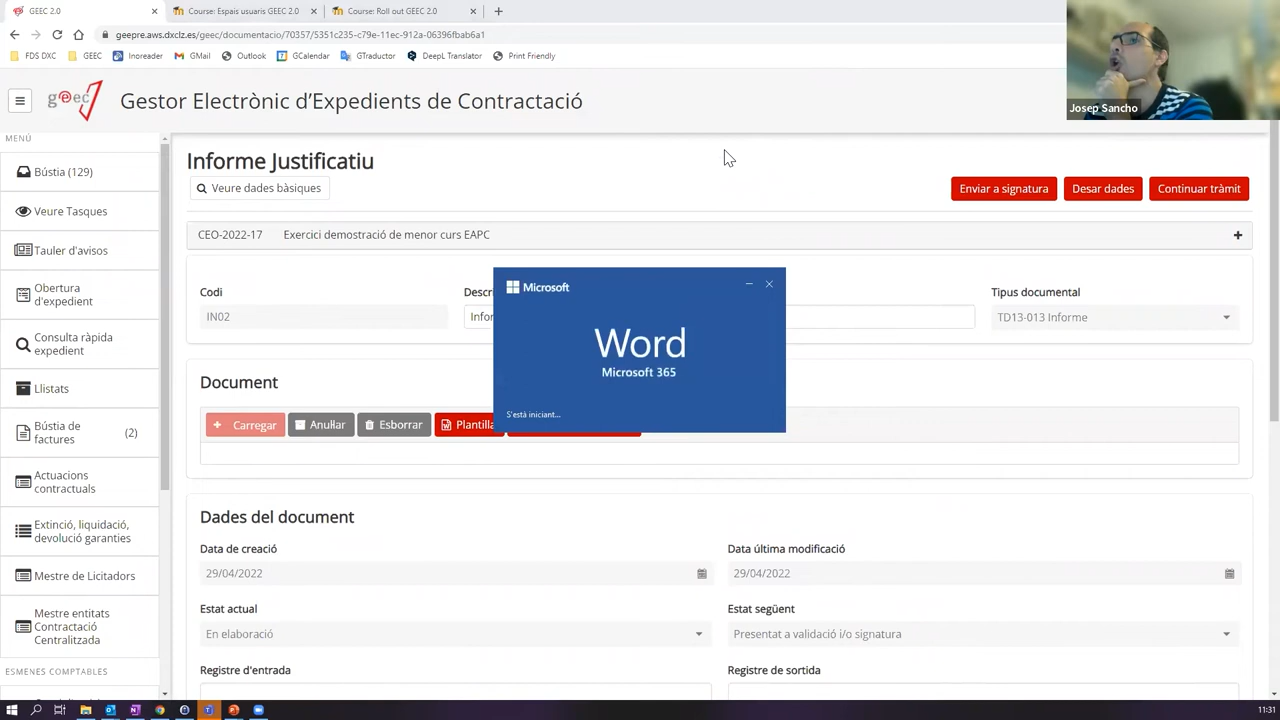 GEEC 2.0
Course: Espais usuaris GEEC 2.0
Course: Roll out GEEC 2.0
geepre.aws.dxclz.es/geec/documentacio/70357/5351c235-c79e-11ec-912a-06396fbab6a1
FDS DXC
GEEC
Inoreader
GMail
Outlook
GCalendar
GTraductor
DeepL Translator
Print Friendly
Josep Sancho
geec
Gestor Electrònic d'Expedients de Contractació
MENÚ
Bústia (129)
Veure Tasques
Tauler d'avisos
Obertura
d'expedient
Consulta ràpida
expedient
Llistats
Bústia de
factures
(2)
Actuacions
contractuals
Extinció, liquidació,
devolució garanties
Mestre de Licitadors
Mestre entitats
Contractació
Centralitzada
ESMENES COMPTABLES
Informe Justificatiu
Veure dades bàsiques
Enviar a signatura
Desar dades
Continuar tràmit
CEO-2022-17
Exercici demostració de menor curs EAPC
Codi
Descri
Tipus documental
IN02
Infor
TD13-013 Informe
Microsoft
Word
Microsoft 365
S'està iniciant...
Document
Carregar
Anul·lar
Esborrar
Plantilla
Dades del document
Data de creació
Data última modificació
29/04/2022
29/04/2022
Estat actual
Estat següent
En elaboració
Presentat a validació i/o signatura
Registre d'entrada
Registre de sortida
11:31